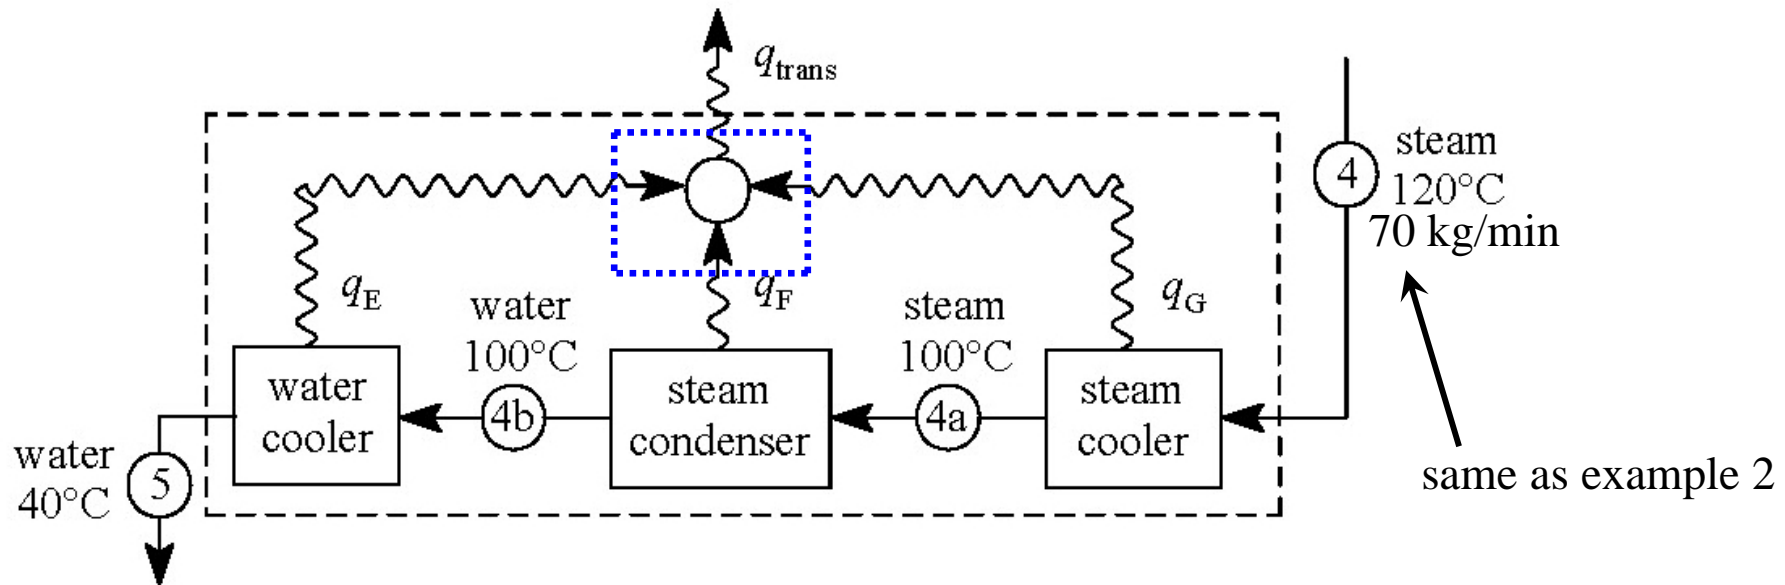 q_trans
steam
4
120°C
70 kg/min
q_E
water
100°C
q_F
steam
100°C
q_G
water
cooler
4b
steam
condenser
4a
steam
cooler
water
40°C
5
same as example 2